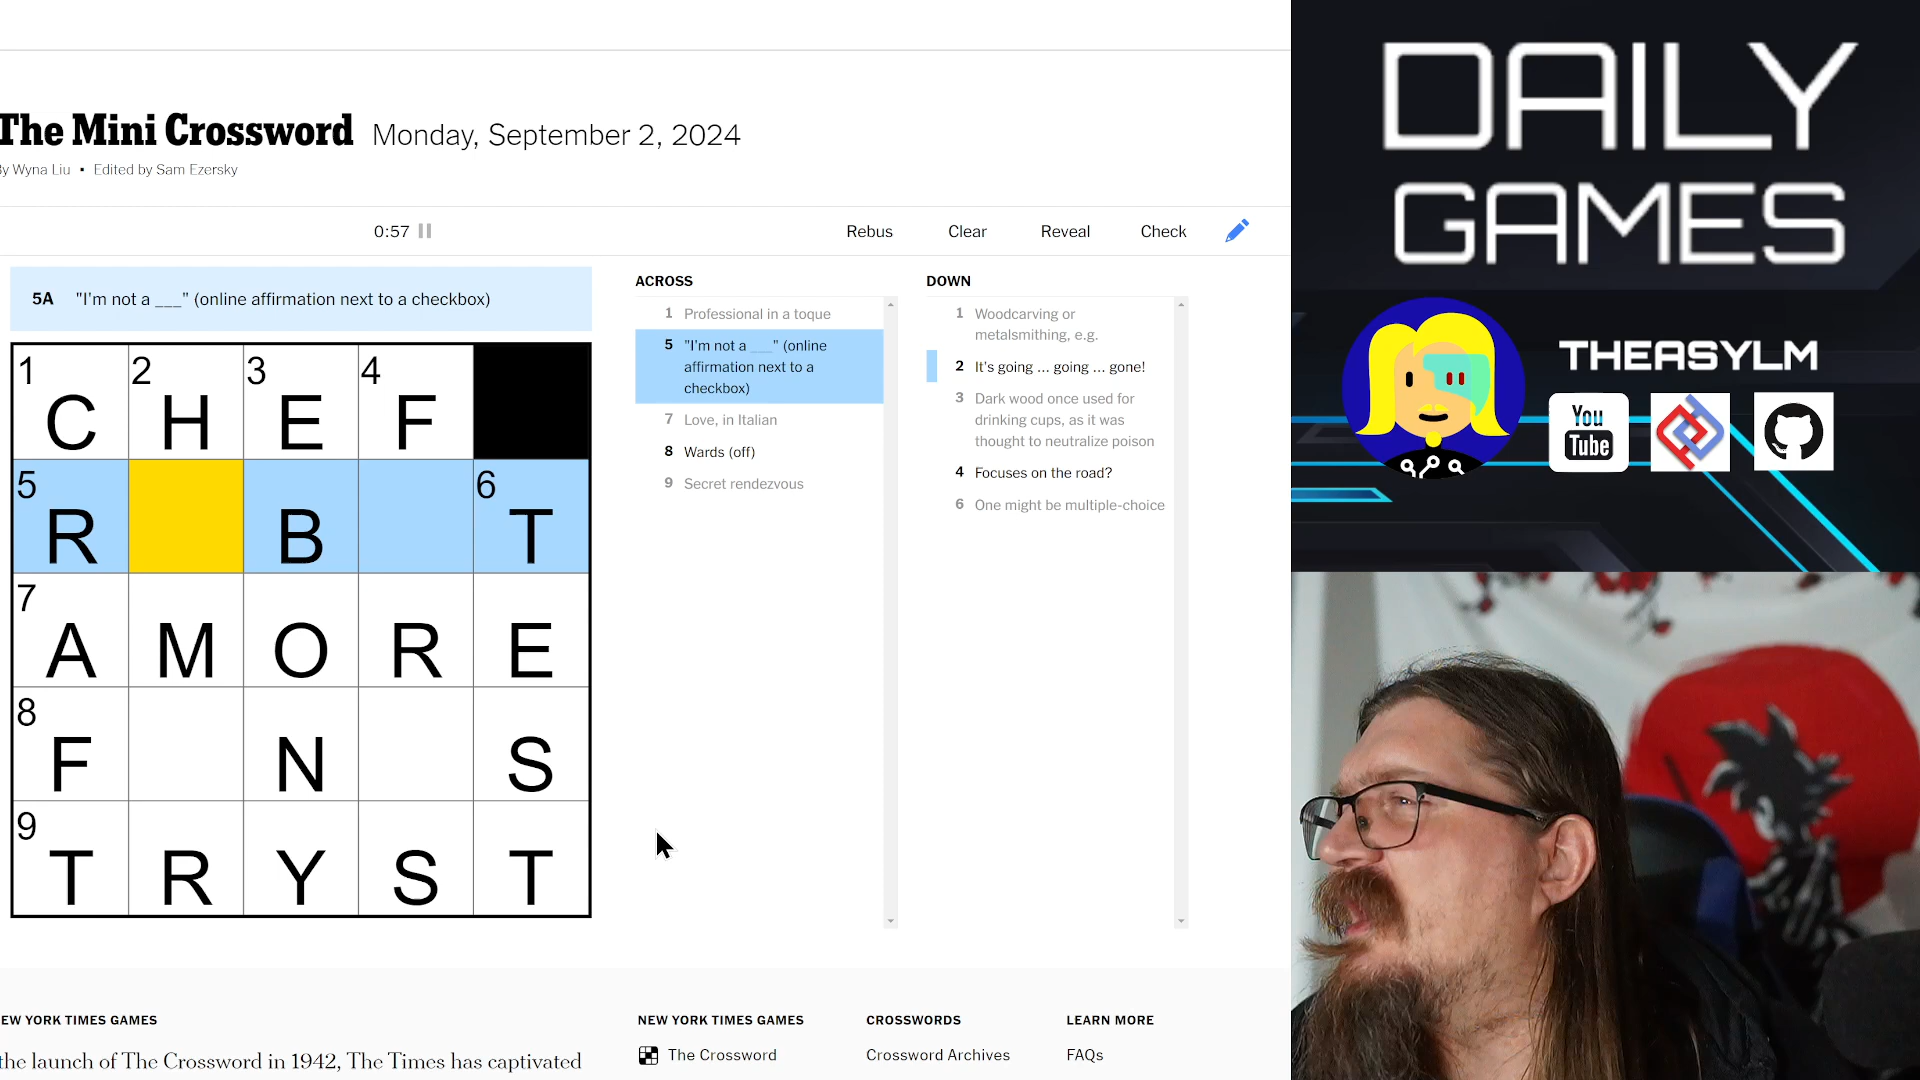 The Mini Crossword Monday, September 2, 2024
By Wyna Liu • Edited by Sam Ezersky
0:57
Rebus
Clear
Reveal
Check
5A "I'm not a ___" (online affirmation next to a checkbox)
1 C
2 H
3 E
4 F
5 R
B
6 T
7 A
M
O
R
E
8 F
N
S
9 T
R
Y
S
T
ACROSS
1 Professional in a toque
5 "I'm not a ___" (online
affirmation next to a
checkbox)
7 Love, in Italian
8 Wards (off)
9 Secret rendezvous
DOWN
1 Woodcarving or
metalsmithing, e.g.
2 It's going ... going ... gone!
3 Dark wood once used for
drinking cups, as it was
thought to neutralize poison
4 Focuses on the road?
6 One might be multiple-choice
EW YORK TIMES GAMES
the launch of The Crossword in 1942, The Times has captivated
NEW YORK TIMES GAMES
The Crossword
CROSSWORDS
Crossword Archives
LEARN MORE
FAQs
DAILY
GAMES
THEASYLM
You
Tube